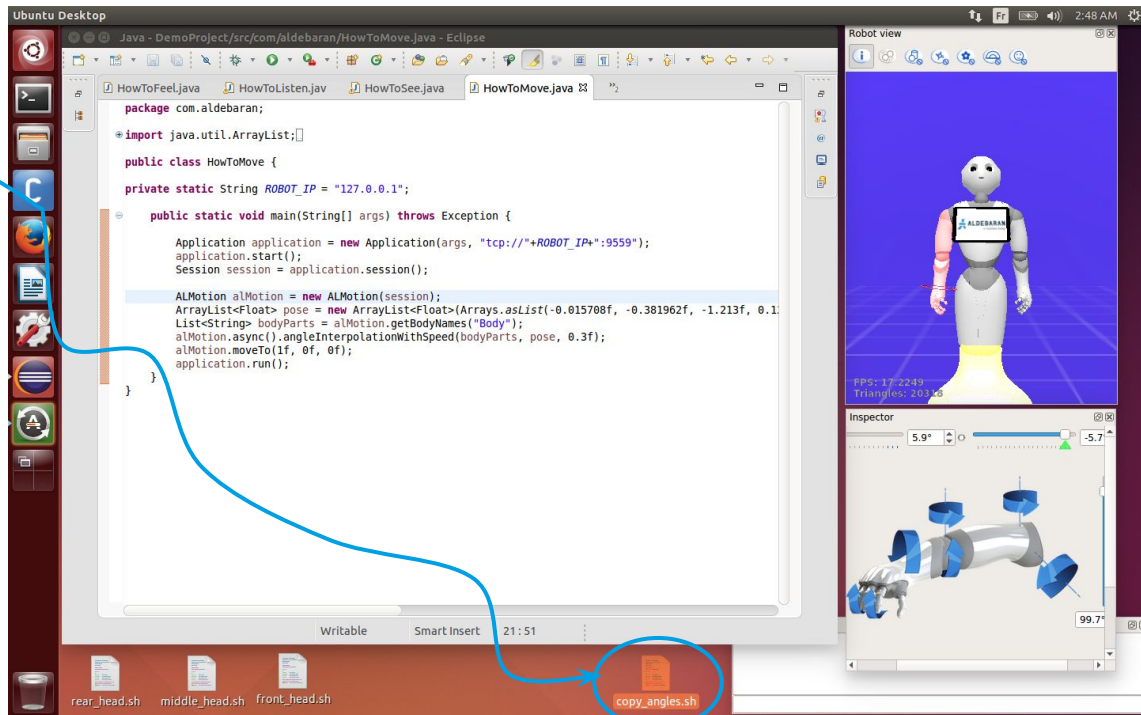 Ubuntu Desktop
Fr
2:48 AM
Java - DemoProject/src/com/aldebaran/HowToMove.java - Eclipse
HowToFeel.java
HowToListen.jav
HowToSee.java
HowToMove.java
2
package com.aldebaran;
import java.util.ArrayList;
public class HowToMove {
private static String ROBOT_IP = "127.0.0.1";
public static void main(String[] args) throws Exception {
Application application = new Application(args, "tcp://"+ROBOT_IP+":9559");
application.start();
Session session = application.session();
ALMotion alMotion = new ALMotion(session);
ArrayList<Float> pose = new ArrayList<Float>(Arrays.asList(-0.015708f, -0.381962f, -1.213f, 0.1
List<String> bodyParts = alMotion.getBodyNames("Body");
alMotion.async().angleInterpolationWithSpeed(bodyParts, pose, 0.3f);
alMotion.moveTo(1f, 0f, 0f);
application.run();
}
}
Writable
Smart Insert
21 : 51
Robot view
ALDEBARAN
FPS: 17.2249
Triangles: 20318
Inspector
5.9°
-5.7
99.7°
rear_head.sh
middle_head.sh
front_head.sh
copy_angles.sh